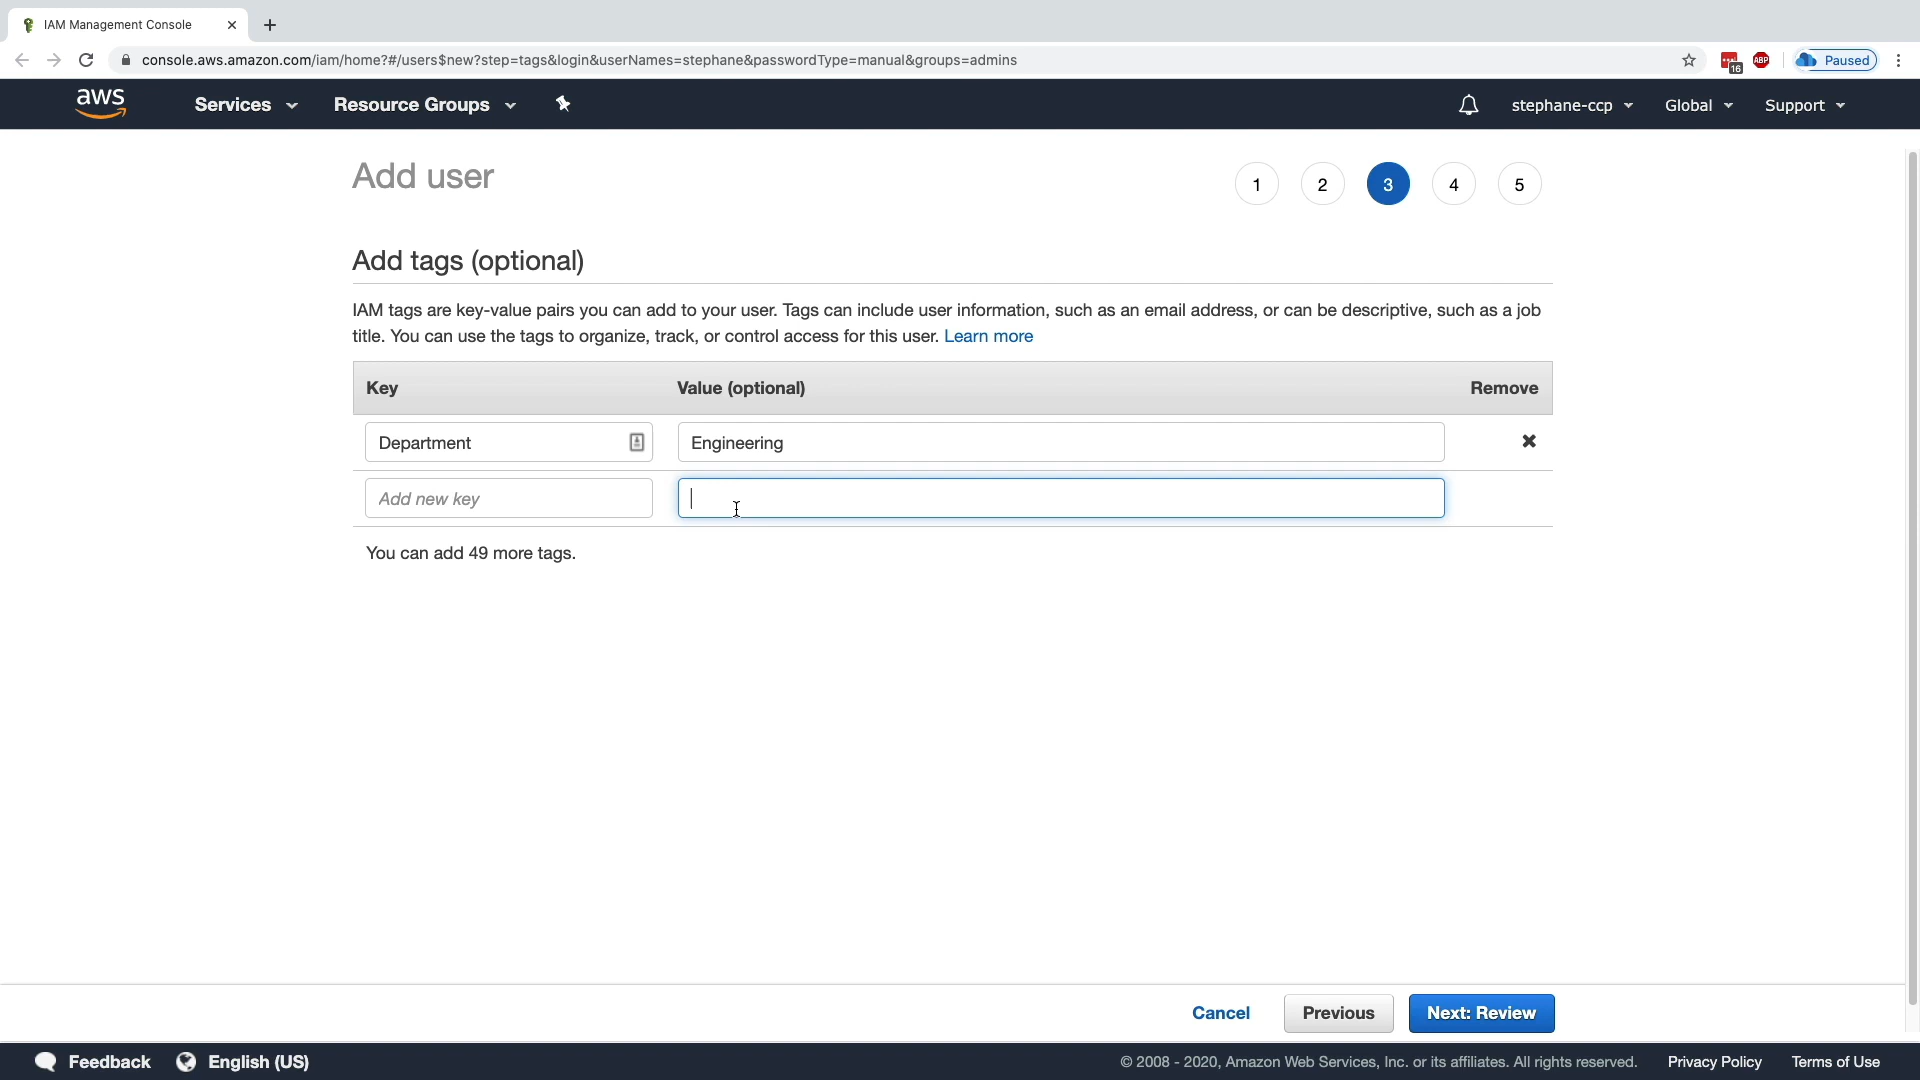 IAM Management Console
console.aws.amazon.com/iam/home?#/users$new?step=tags&login&userNames=stephane&passwordType=manual&groups=admins
16
ABP
Paused
aws
Services
Resource Groups
stephane-ccp
Global
Support
Add user
1
2
3
4
5
Add tags (optional)
IAM tags are key-value pairs you can add to your user. Tags can include user information, such as an email address, or can be descriptive, such as a job
title. You can use the tags to organize, track, or control access for this user. Learn more
Key
Value (optional)
Remove
Department
Engineering
Add new key
You can add 49 more tags.
Cancel
Previous
Next: Review
Feedback
English (US)
© 2008 - 2020, Amazon Web Services, Inc. or its affiliates. All rights reserved.
Privacy Policy
Terms of Use